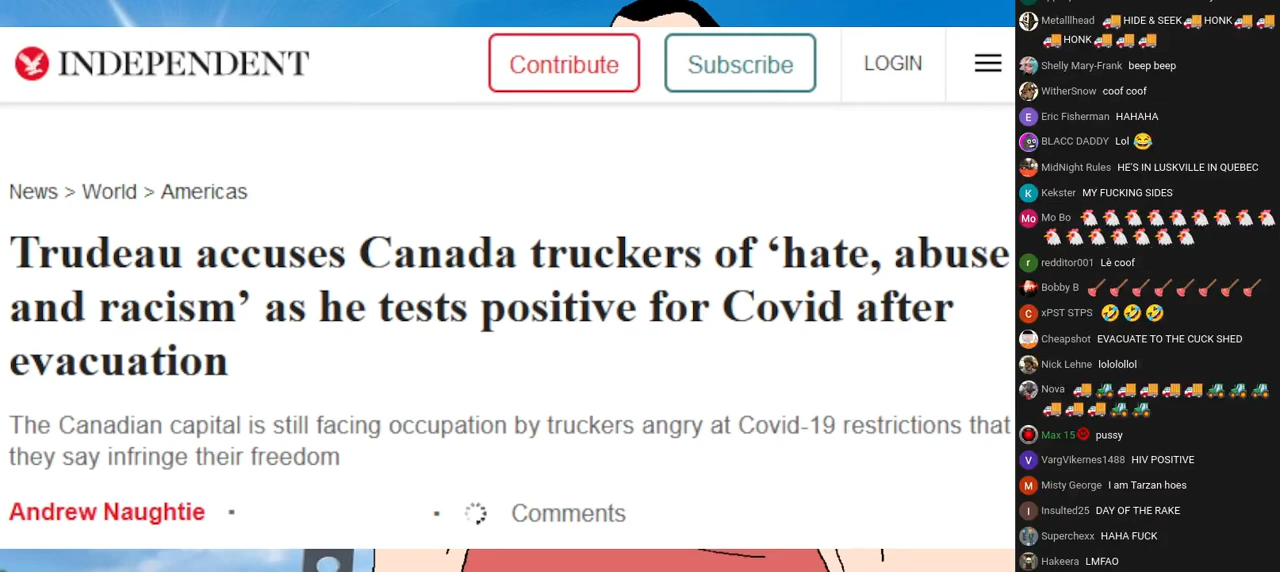 INDEPENDENT
Contribute
Subscribe
LOGIN
News > World > Americas
Trudeau accuses Canada truckers of ‘hate, abuse
and racism’ as he tests positive for Covid after
evacuation
The Canadian capital is still facing occupation by truckers angry at Covid-19 restrictions that
they say infringe their freedom
Andrew Naughtie
Comments
Metalllhead 🚚 HIDE & SEEK 🚚 HONK 🚚 🚚
🚚 HONK 🚚 🚚 🚚
Shelly Mary-Frank beep beep
WitherSnow coof coof
E Eric Fisherman HAHAHA
BLACC DADDY Lol 😂
MidNight Rules HE'S IN LUSKVILLE IN QUEBEC
K Kekster MY FUCKING SIDES
Mo Mo Bo 🐔 🐔 🐔 🐔 🐔 🐔 🐔 🐔 🐔
🐔 🐔 🐔 🐔 🐔 🐔 🐔
r redditor001 Lè coof
Bobby B 🪠 🪠 🪠 🪠 🪠 🪠 🪠 🪠
C xPST STPS 🤣 🤣 🤣
Cheapshot EVACUATE TO THE CUCK SHED
Nick Lehne lolololloI
Nova 🚚 🚜 🚚 🚚 🚚 🚚 🚜 🚜 🚜
🚚 🚚 🚚 🚜 🚜
Max 15 pussy
V VargVikernes1488 HIV POSITIVE
M Misty George I am Tarzan hoes
I Insulted25 DAY OF THE RAKE
Superchexx HAHA FUCK
Hakeera LMFAO